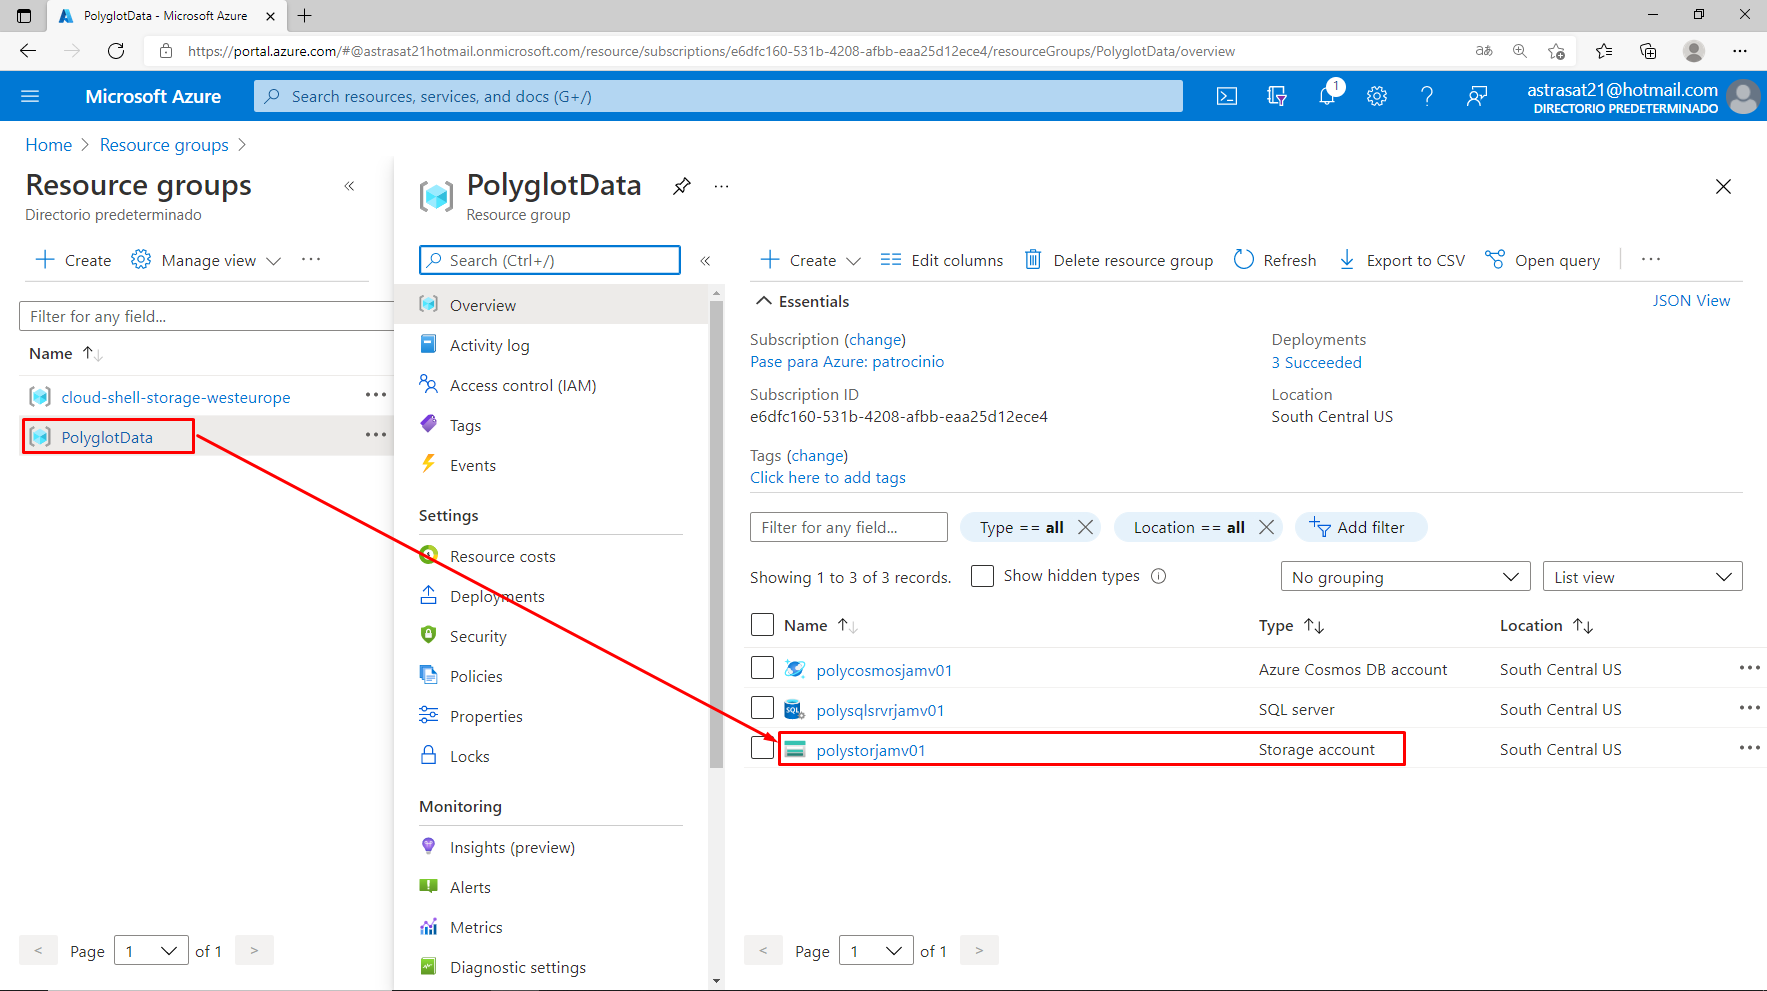 PolyglotData - Microsoft Azure
https://portal.azure.com/#@astrasat21hotmail.onmicrosoft.com/resource/subscriptions/e6dfc160-531b-4208-afbb-eaa25d12ece4/resourceGroups/PolyglotData/overview
aあ
Microsoft Azure
Search resources, services, and docs (G+/)
1
astrasat21@hotmail.com
DIRECTORIO PREDETERMINADO
Home > Resource groups >
Resource groups
Directorio predeterminado
Create
Manage view
Filter for any field...
Name
cloud-shell-storage-westeurope
PolyglotData
< Page 1 of 1 >
PolyglotData
Resource group
Search (Ctrl+/)
Overview
Activity log
Access control (IAM)
Tags
Events
Settings
Resource costs
Deployments
Security
Policies
Properties
Locks
Monitoring
Insights (preview)
Alerts
Metrics
Diagnostic settings
Create
Edit columns
Delete resource group
Refresh
Export to CSV
Open query
Essentials
JSON View
Subscription (change)
Pase para Azure: patrocinio
Subscription ID
e6dfc160-531b-4208-afbb-eaa25d12ece4
Deployments
3 Succeeded
Location
South Central US
Tags (change)
Click here to add tags
Filter for any field...
Type == all
Location == all
Add filter
Showing 1 to 3 of 3 records.
Show hidden types
No grouping
List view
Name Type Location
polycosmosjamv01 Azure Cosmos DB account South Central US
SQL polysqlsrvrjamv01 SQL server South Central US
polystorjamv01 Storage account South Central US
< Page 1 of 1 >